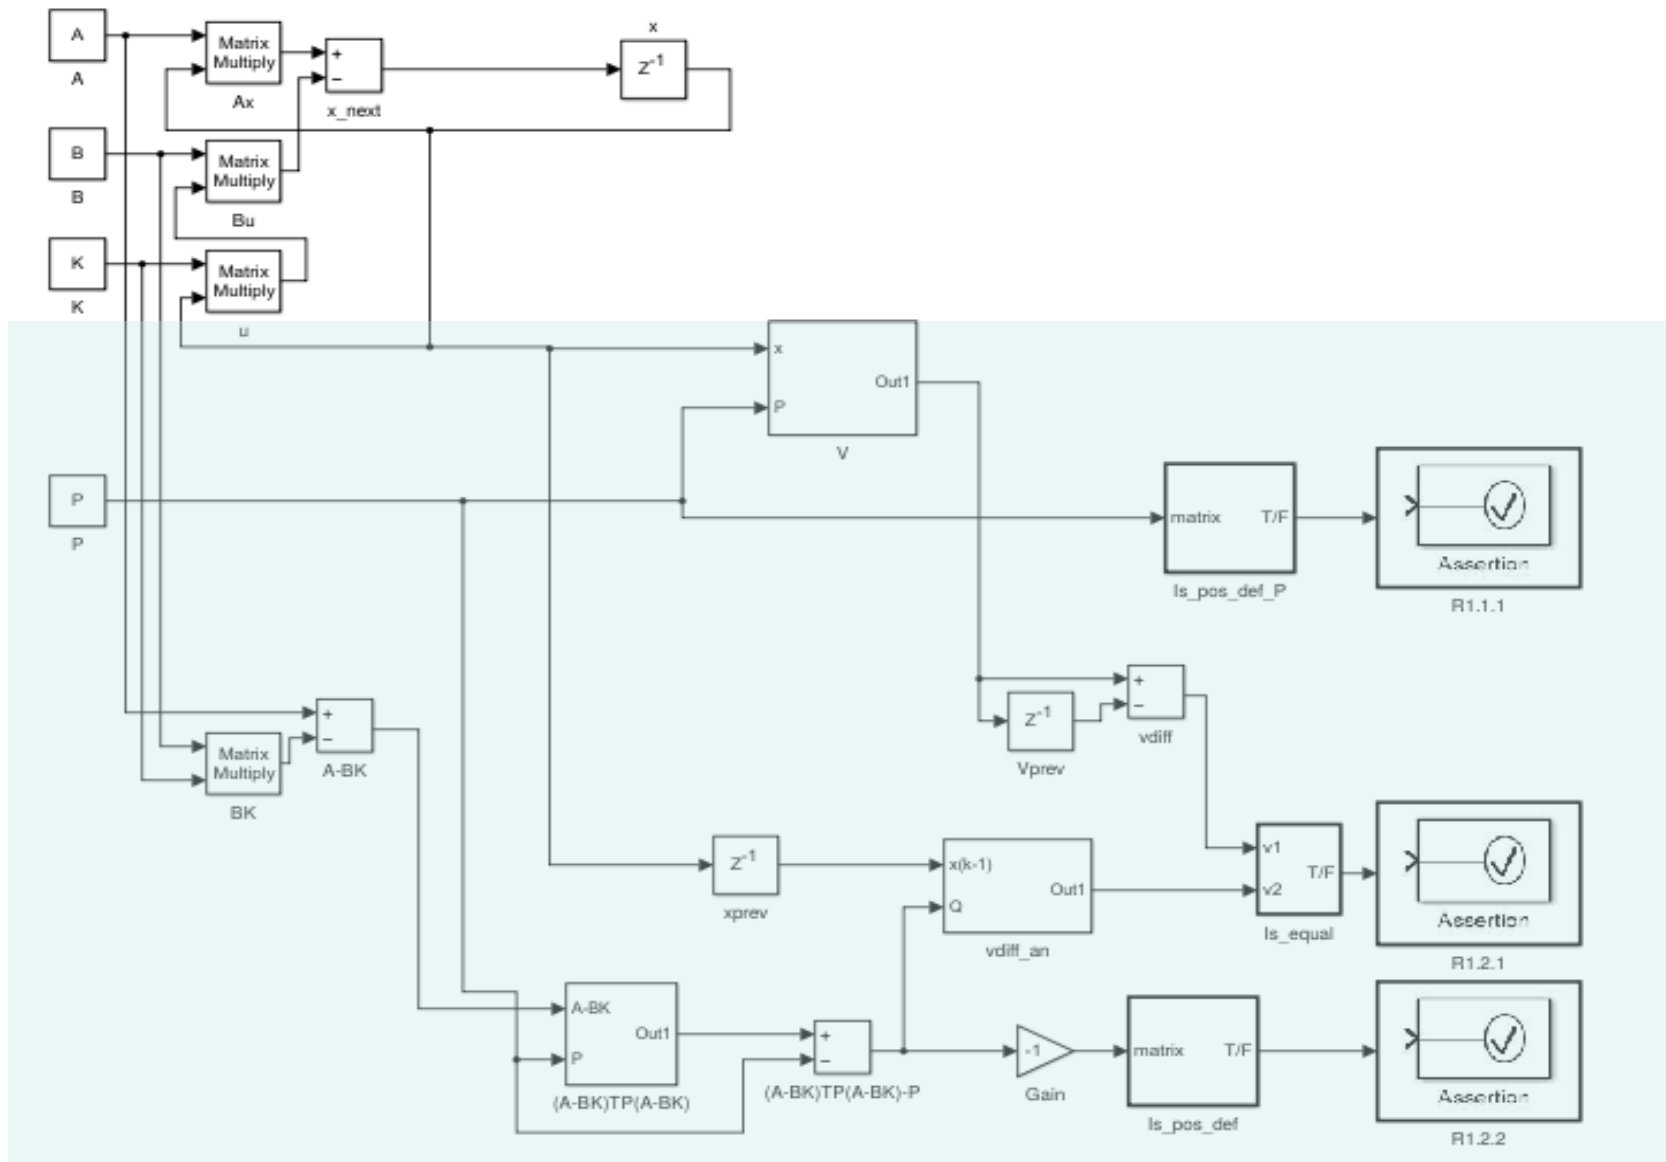 A
A
Matrix
Multiply
Ax
+
−
x_next
x
Z-1
B
B
Matrix
Multiply
Bu
K
K
Matrix
Multiply
u
x
P
Out1
V
P
P
matrix
T/F
Is_pos_def_P
Assertion
R1.1.1
+
−
A-BK
Matrix
Multiply
BK
Z-1
Vprev
+
−
vdiff
Z-1
xprev
x(k-1)
Q
Out1
vdiff_an
v1
v2
T/F
Is_equal
Assertion
R1.2.1
A-BK
P
Out1
(A-BK)TP(A-BK)
+
−
(A-BK)TP(A-BK)-P
-1
Gain
matrix
T/F
Is_pos_def
Assertion
R1.2.2